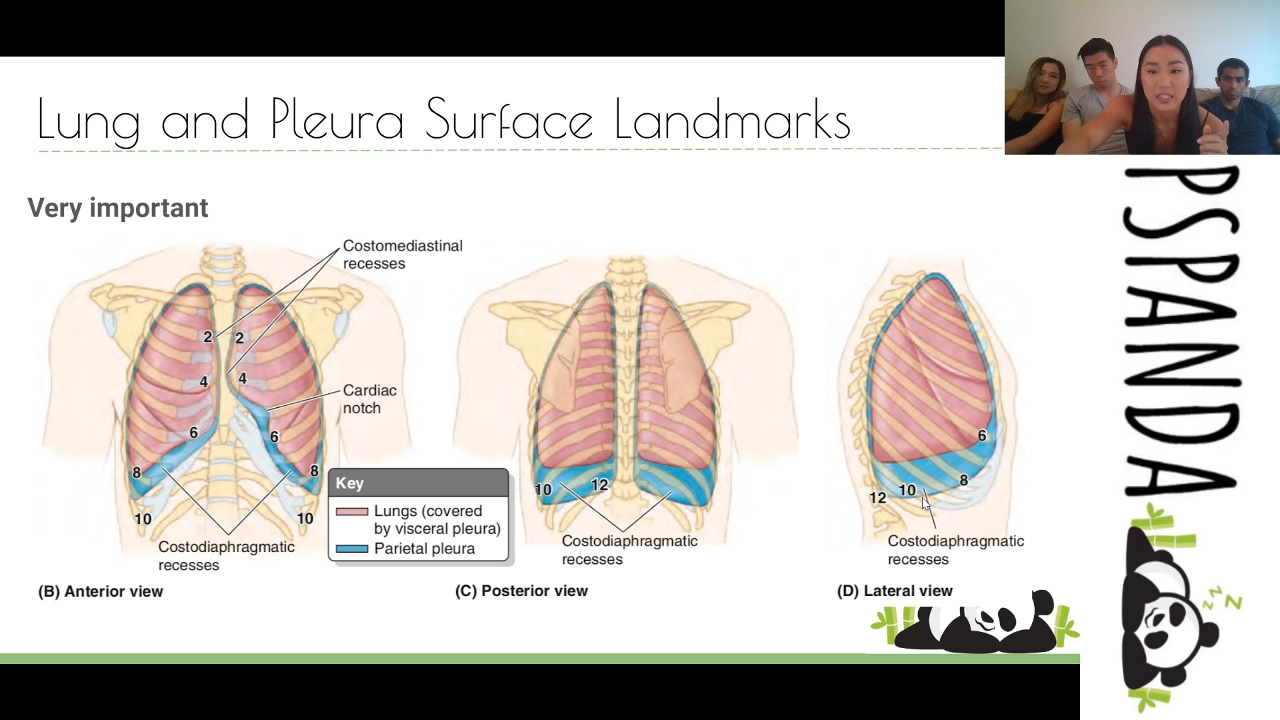 Lung and Pleura Surface Landmarks
Very important
Costomediastinal
recesses
2
2
4
4
Cardiac
notch
6
6
8
8
10
10
Costodiaphragmatic
recesses
(B) Anterior view
Key
Lungs (covered
by visceral pleura)
Parietal pleura
10
12
Costodiaphragmatic
recesses
(C) Posterior view
6
8
10
12
Costodiaphragmatic
recesses
(D) Lateral view
PSPANDA
z z Z